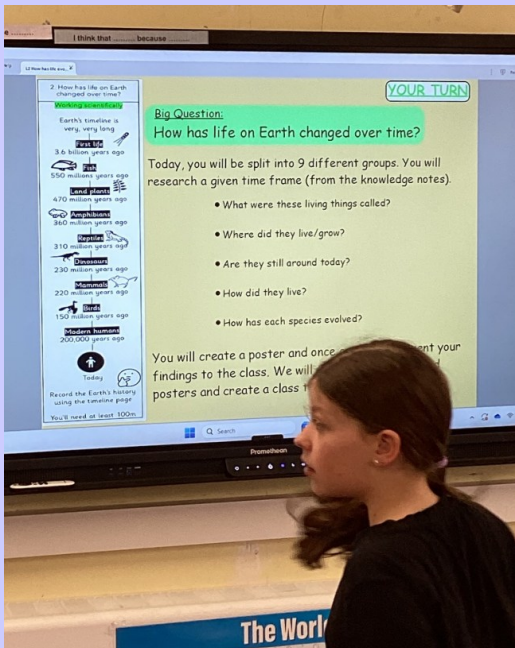 I think that ........ because ........
YOUR TURN
2. How has life on Earth
changed over time?
Working scientifically
Earth's timeline is
very, very long
First life
3.6 billion years ago
Fish
550 millions years ago
Land plants
470 million years ago
Amphibians
360 million years ago
Reptiles
310 million years ago
Dinosaurs
230 million years ago
Mammals
220 million years ago
Birds
150 million years ago
Modern humans
200,000 years ago
Today
Record the Earth's history
using the timeline page
You'll need at least 100m
Big Question:
How has life on Earth changed over time?
Today, you will be split into 9 different groups. You will
research a given time frame (from the knowledge notes).
• What were these living things called?
• Where did they live/grow?
• Are they still around today?
• How did they live?
• How has each species evolved?
You will create a poster and once your
findings to the class. We will
posters and create a class
Search
Promethean
The Worl